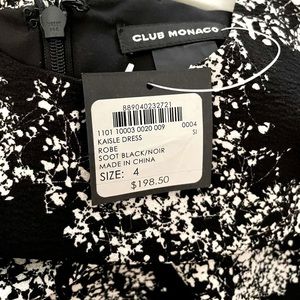 CLUB MONACO
889040232721
1101 10003 0020 009 0004
KAISLE DRESS SI
ROBE
SOOT BLACK/NOIR
MADE IN CHINA
SIZE: 4
$198.50